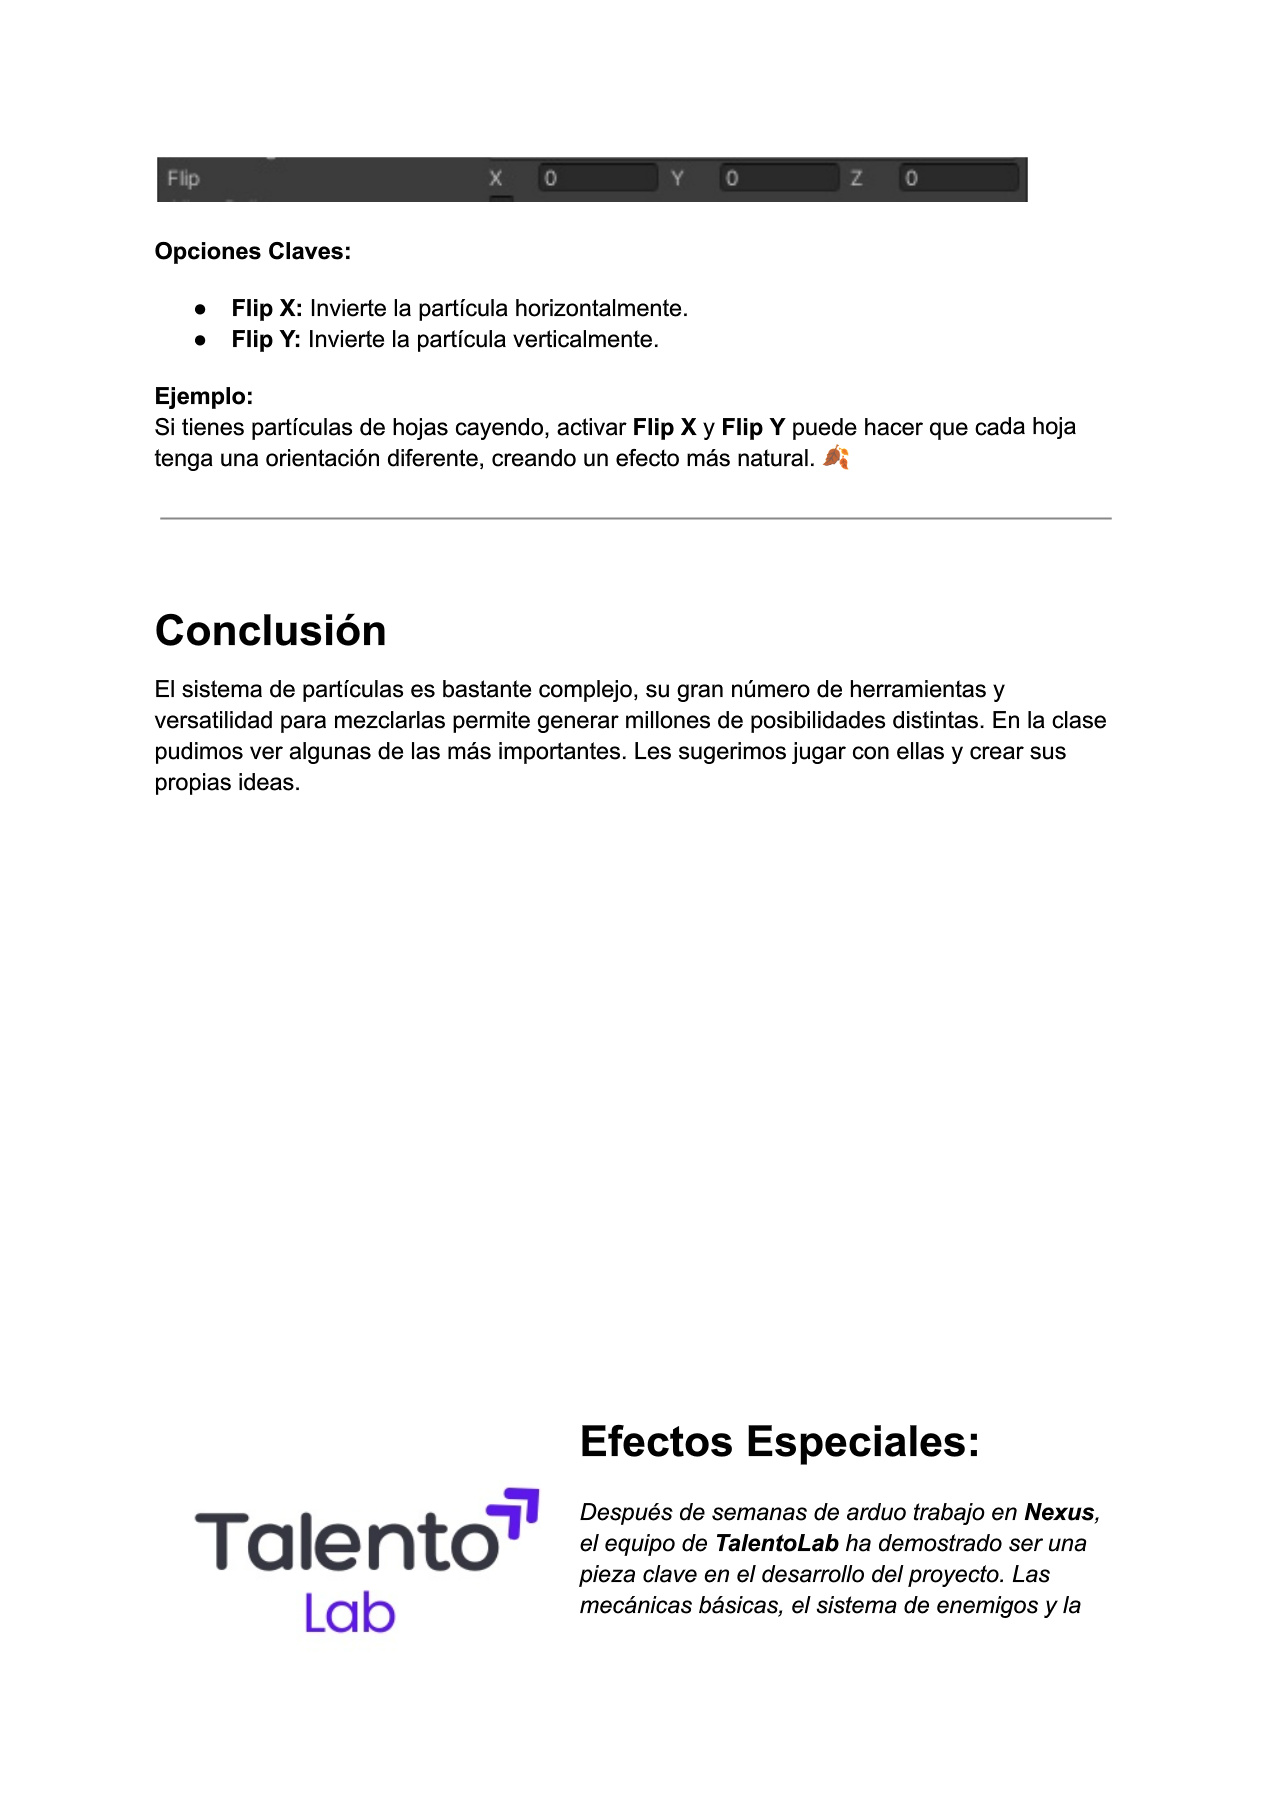 Flip X 0 Y 0 Z 0
Opciones Claves:
● Flip X: Invierte la partícula horizontalmente.
● Flip Y: Invierte la partícula verticalmente.
Ejemplo:
Si tienes partículas de hojas cayendo, activar Flip X y Flip Y puede hacer que cada hoja
tenga una orientación diferente, creando un efecto más natural. 🍂
Conclusión
El sistema de partículas es bastante complejo, su gran número de herramientas y
versatilidad para mezclarlas permite generar millones de posibilidades distintas. En la clase
pudimos ver algunas de las más importantes. Les sugerimos jugar con ellas y crear sus
propias ideas.
Talento
Lab
Efectos Especiales:
Después de semanas de arduo trabajo en Nexus,
el equipo de TalentoLab ha demostrado ser una
pieza clave en el desarrollo del proyecto. Las
mecánicas básicas, el sistema de enemigos y la